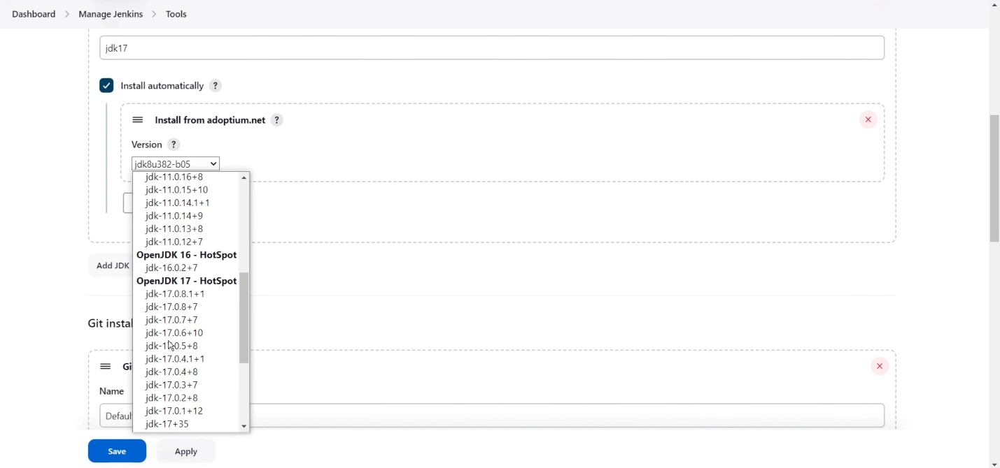 Dashboard > Manage Jenkins > Tools
jdk17
Install automatically ?
Install from adoptium.net ?
Version ?
jdk8u382-b05
jdk-11.0.16+8
jdk-11.0.15+10
jdk-11.0.14.1+1
jdk-11.0.14+9
jdk-11.0.13+8
jdk-11.0.12+7
OpenJDK 16 - HotSpot
jdk-16.0.2+7
OpenJDK 17 - HotSpot
jdk-17.0.8.1+1
jdk-17.0.8+7
jdk-17.0.7+7
jdk-17.0.6+10
jdk-17.0.5+8
jdk-17.0.4.1+1
jdk-17.0.4+8
jdk-17.0.3+7
jdk-17.0.2+8
jdk-17.0.1+12
jdk-17+35
Add JDK
Git instal
Gi
Name
Defau
Save
Apply